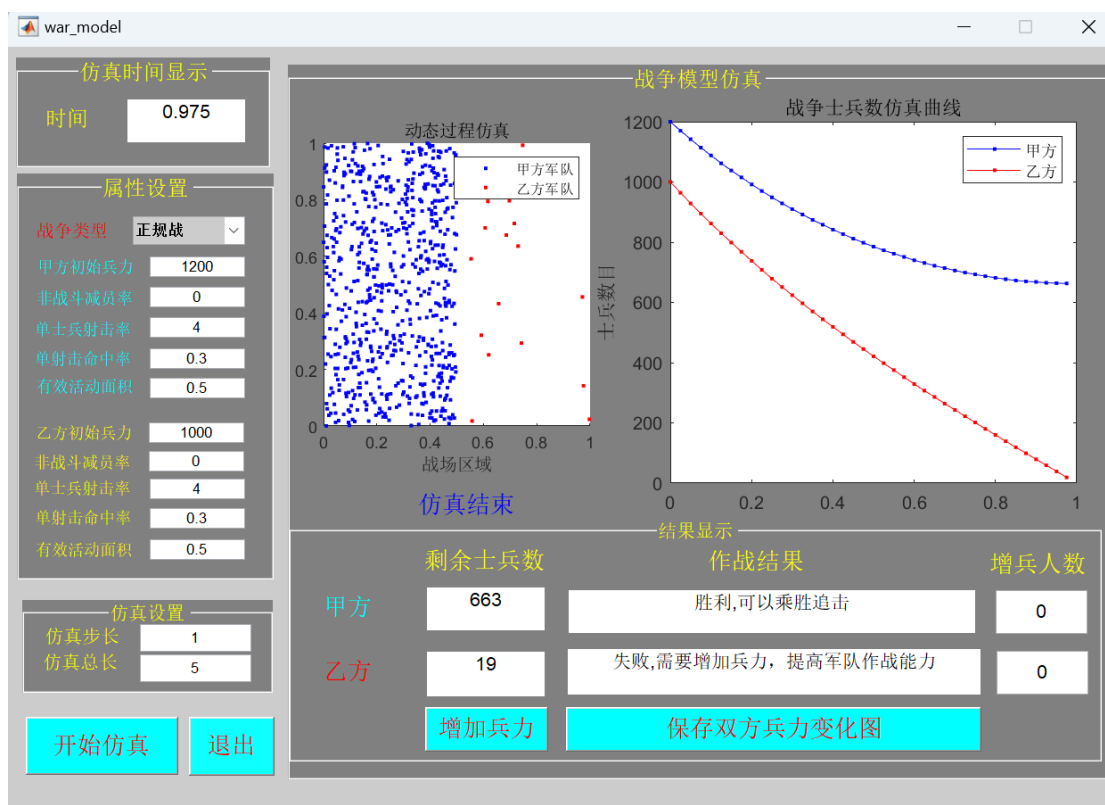 war_model
仿真时间显示
时间
0.975
属性设置
战争类型
正规战
甲方初始兵力
1200
非战斗减员率
0
单士兵射击率
4
单射击命中率
0.3
有效活动面积
0.5
乙方初始兵力
1000
非战斗减员率
0
单士兵射击率
4
单射击命中率
0.3
有效活动面积
0.5
仿真设置
仿真步长
1
仿真总长
5
开始仿真
退出
战争模型仿真
动态过程仿真
甲方军队
乙方军队
1
0.8
0.6
0.4
0.2
0
0
0.2
0.4
0.6
0.8
1
战场区域
仿真结束
战争士兵数仿真曲线
甲方
乙方
士兵数目
1200
1000
800
600
400
200
0
0
0.2
0.4
0.6
0.8
1
结果显示
剩余士兵数
作战结果
增兵人数
甲方
663
胜利,可以乘胜追击
0
乙方
19
失败,需要增加兵力，提高军队作战能力
0
增加兵力
保存双方兵力变化图